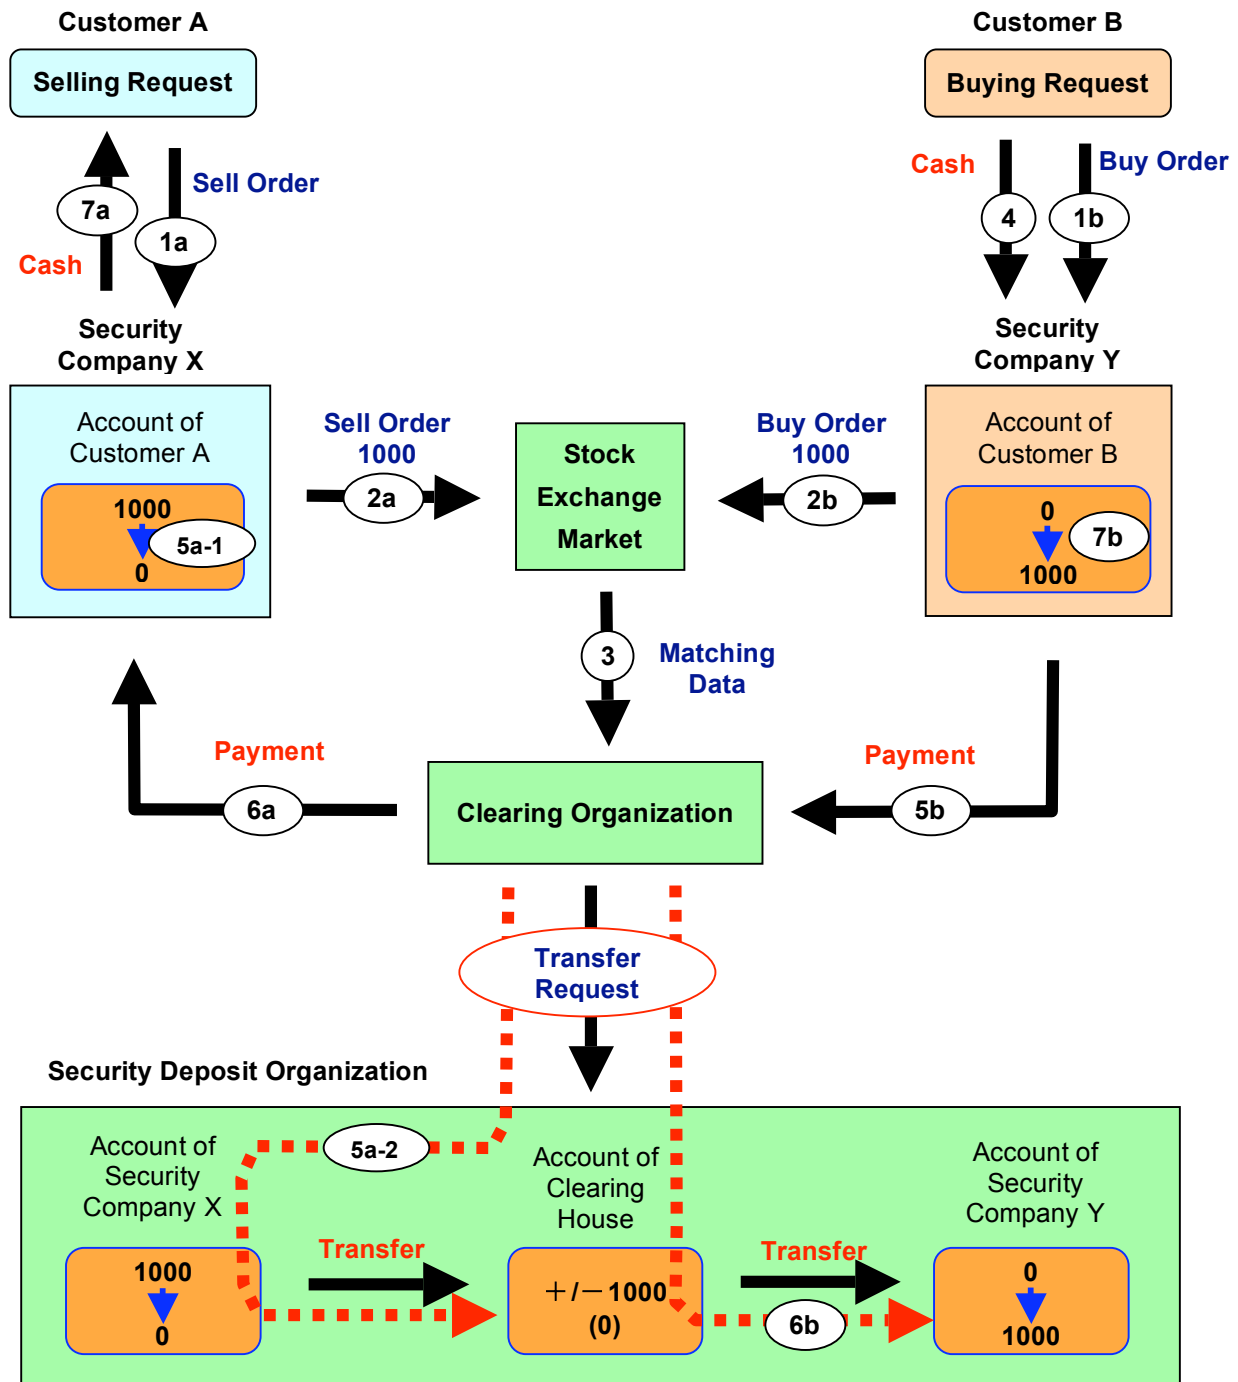 Customer A
Customer B
Selling Request
Buying Request
Cash
Buy Order
Sell Order
7a
1a
4
1b
Cash
Security
Company X
Security
Company Y
Account of
Customer A
Sell Order
1000
Stock
Exchange
Market
Buy Order
1000
Account of
Customer B
1000
5a-1
0
2a
2b
0
7b
1000
3
Matching
Data
Payment
Payment
6a
Clearing Organization
5b
Transfer
Request
Security Deposit Organization
Account of
Security
Company X
5a-2
Account of
Clearing
House
Account of
Security
Company Y
Transfer
Transfer
1000
0
+/−1000
(0)
6b
0
1000